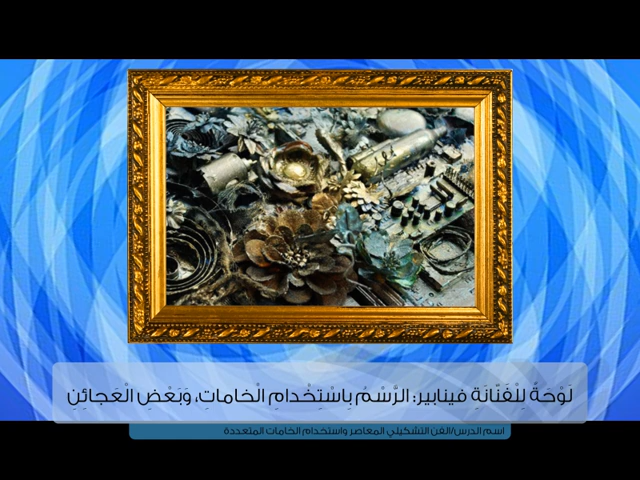 لَوْحَةٌ لِلْفَنّانَةِ فينابير: الرَّسْمُ بِاسْتِخْدامِ الْخاماتِ، وَبَعْضِ الْعَجائِنِ
اسم الدرس/الفن التشكيلي المعاصر واستخدام الخامات المتعددة